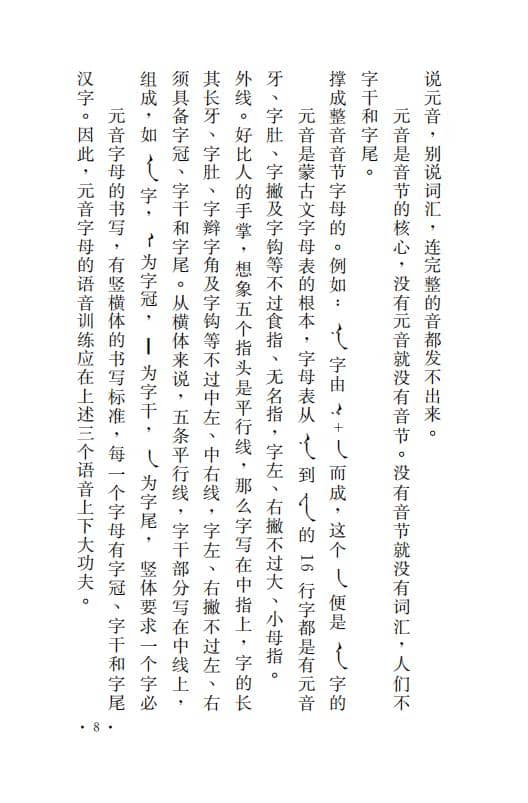 汉字。因此，元音字母的语音训练应在上述三个语音上下大功夫。
元音字母的书写，有竖横体的书写标准，每一个字母有字冠、字干和字尾
组成，如 字， 为字冠， 为字干， 为字尾， 竖体要求一个字必
须具备字冠、字干和字尾。从横体来说，五条平行线，字干部分写在中线上，
其长牙、字肚、字辫字角及字钩等不过中左、中右线，字左、右撇不过左、右
外线。好比人的手掌，想象五个指头是平行线，那么字写在中指上，字的长
牙、字肚、字撇及字钩等不过食指、无名指，字左、右撇不过大、小母指。
元音是蒙古文字母表的根本，字母表从 到 的 16 行字都是有元音
撑成整音音节字母的。例如： 字由 + 而成，这个 便是 字的
字干和字尾。
元音是音节的核心，没有元音就没有音节。没有音节就没有词汇，人们不
说元音，别说词汇，连完整的音都发不出来。
· 8 ·